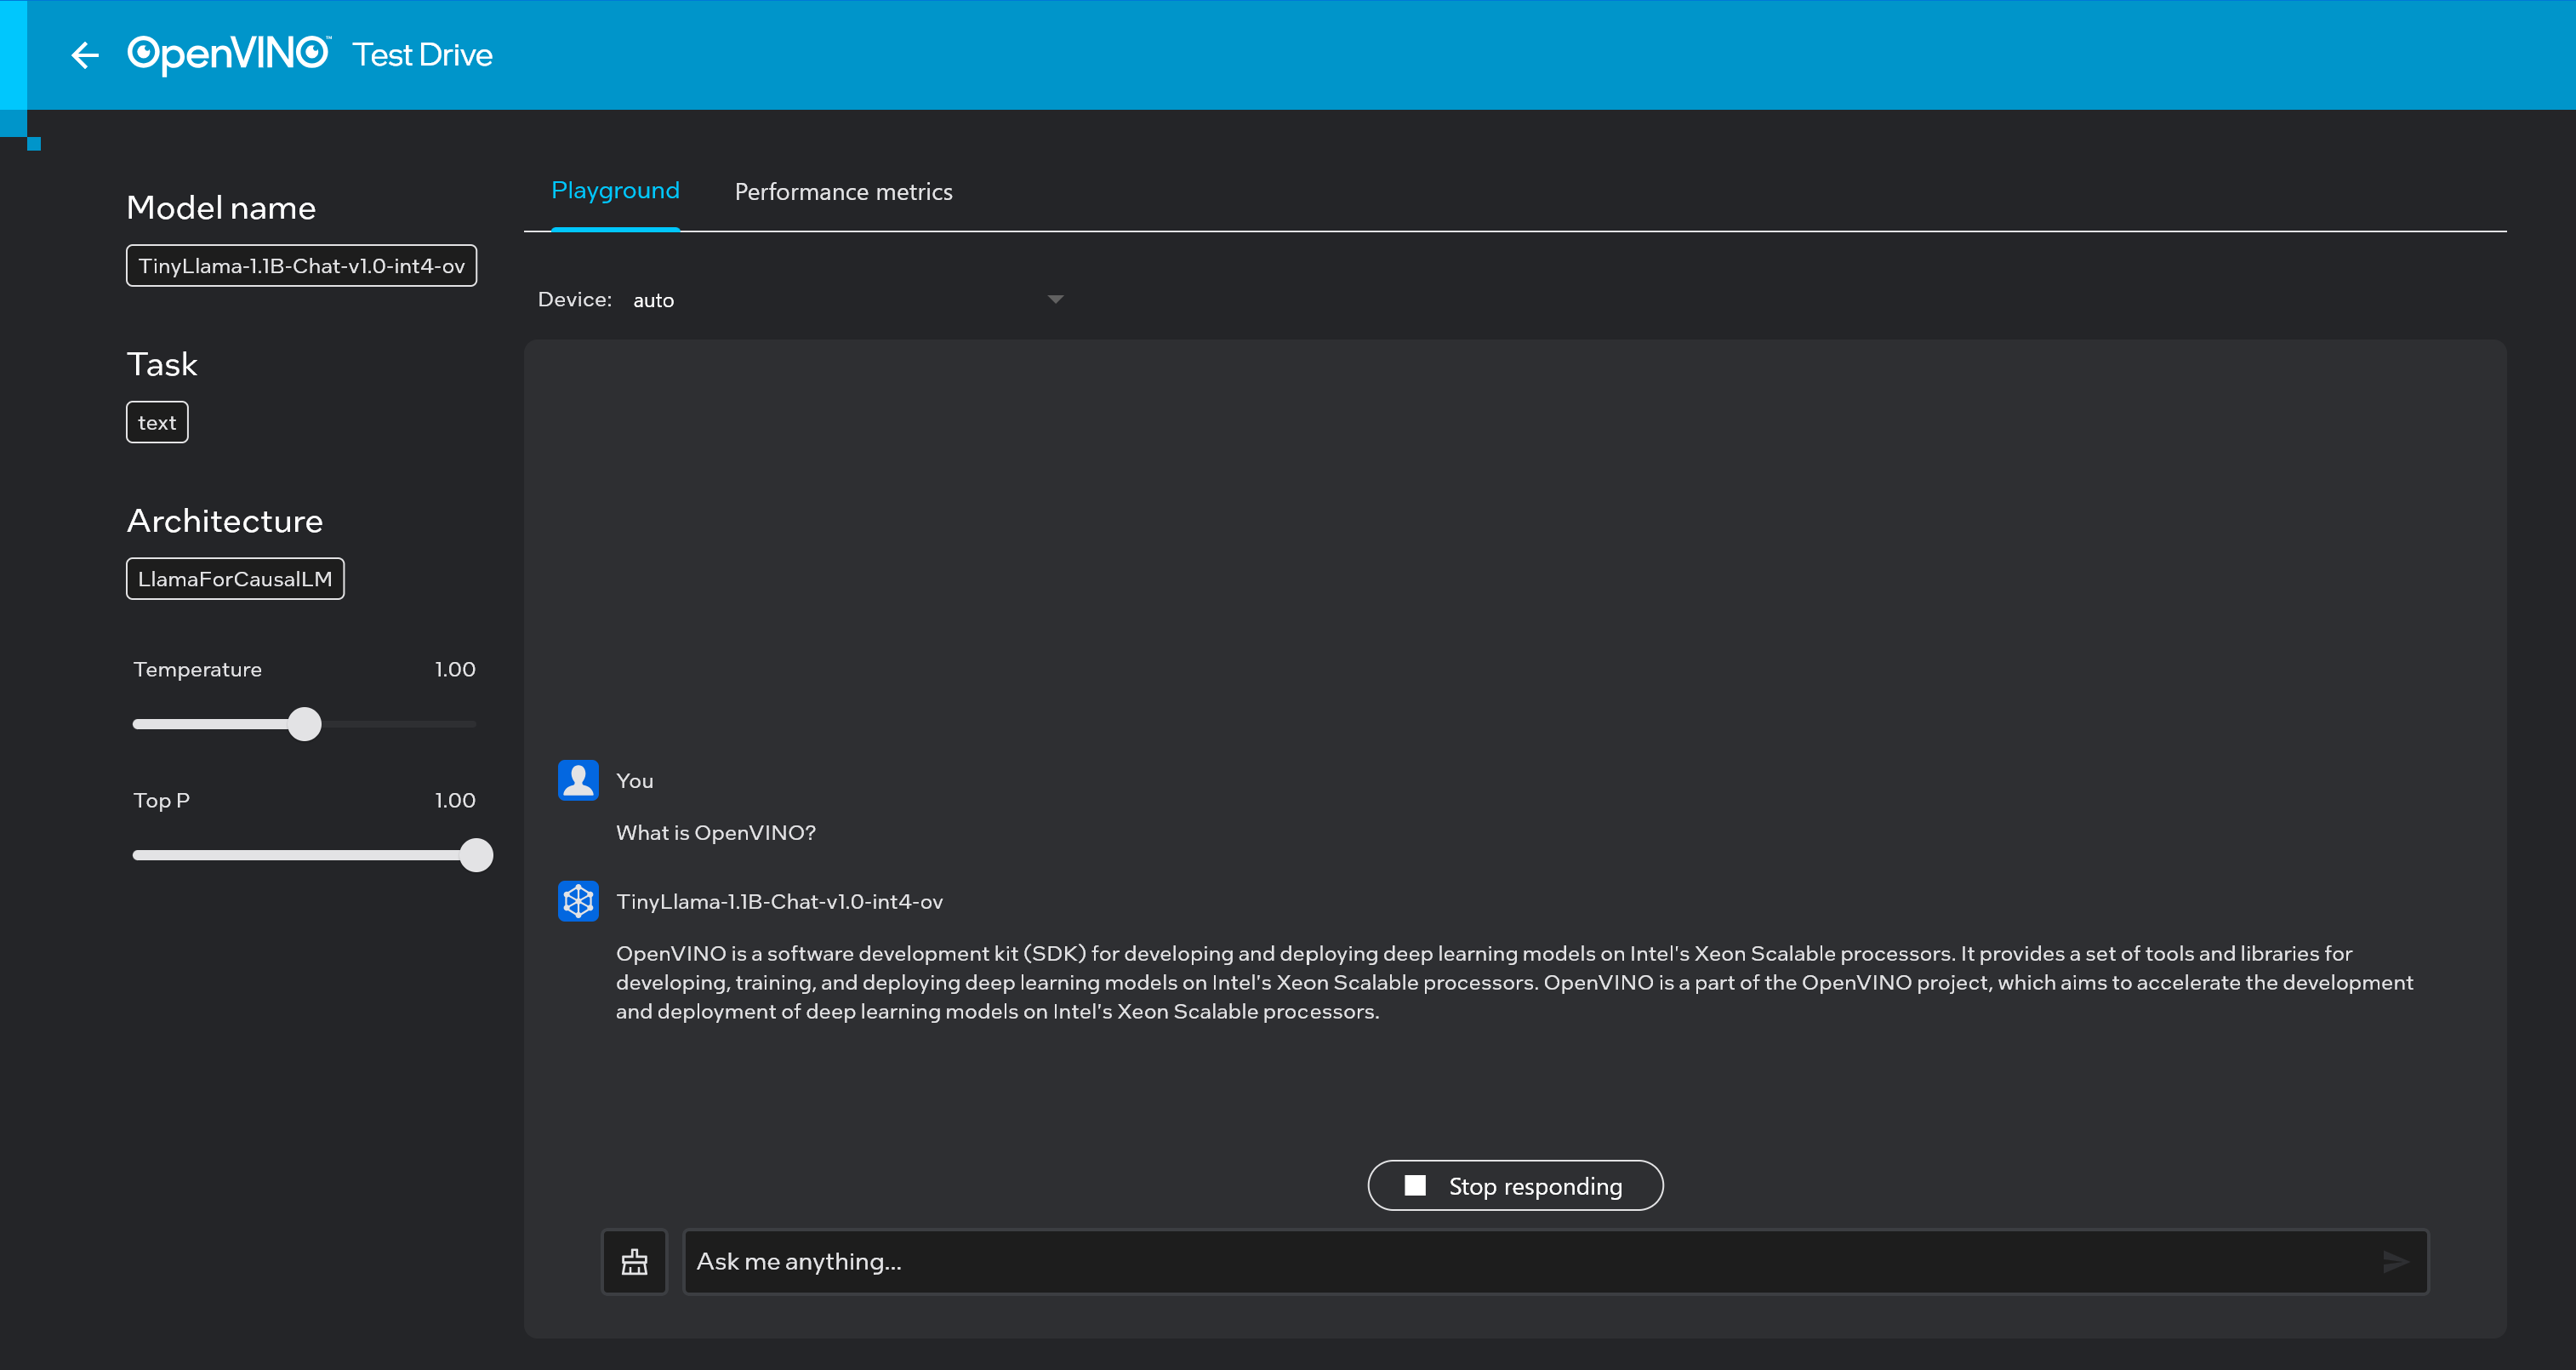 OpenVINO™ Test Drive
Model name
TinyLlama-1.1B-Chat-v1.0-int4-ov
Task
text
Architecture
LlamaForCausalLM
Temperature 1.00
Top P 1.00
Playground Performance metrics
Device: auto
You
What is OpenVINO?
TinyLlama-1.1B-Chat-v1.0-int4-ov
OpenVINO is a software development kit (SDK) for developing and deploying deep learning models on Intel's Xeon Scalable processors. It provides a set of tools and libraries for
developing, training, and deploying deep learning models on Intel's Xeon Scalable processors. OpenVINO is a part of the OpenVINO project, which aims to accelerate the development
and deployment of deep learning models on Intel's Xeon Scalable processors.
Stop responding
Ask me anything...